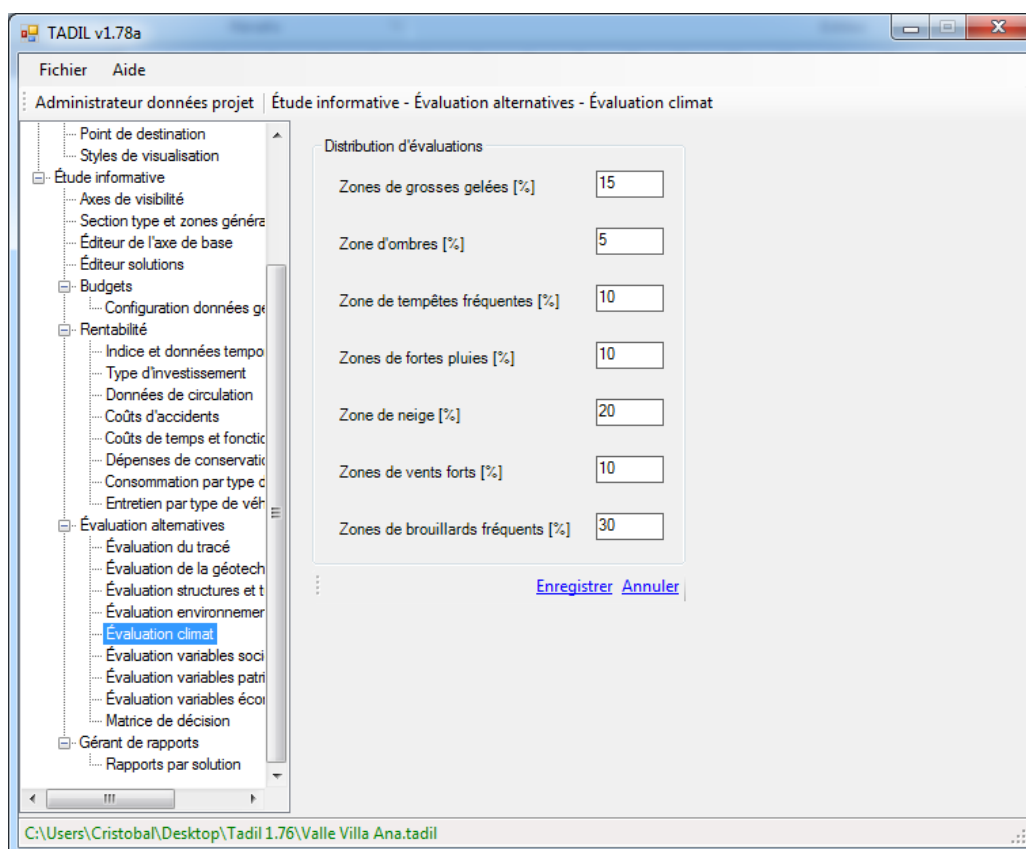 TADIL v1.78a
Fichier Aide
Administrateur données projet Étude informative - Évaluation alternatives - Évaluation climat
Point de destination
Styles de visualisation
Étude informative
Axes de visibilité
Section type et zones généra
Éditeur de l'axe de base
Éditeur solutions
Budgets
Configuration données ge
Rentabilité
Indice et données tempo
Type d'investissement
Données de circulation
Coûts d'accidents
Coûts de temps et fonctic
Dépenses de conservatic
Consommation par type d
Entretien par type de véh
Évaluation alternatives
Évaluation du tracé
Évaluation de la géotech
Évaluation structures et t
Évaluation environnemer
Évaluation climat
Évaluation variables soci
Évaluation variables patri
Évaluation variables écor
Matrice de décision
Gérant de rapports
Rapports par solution
Distribution d'évaluations
Zones de grosses gelées [%] 15
Zone d'ombres [%] 5
Zone de tempêtes fréquentes [%] 10
Zones de fortes pluies [%] 10
Zone de neige [%] 20
Zones de vents forts [%] 10
Zones de brouillards fréquents [%] 30
Enregistrer Annuler
C:\Users\Cristobal\Desktop\Tadil 1.76\Valle Villa Ana.tadil